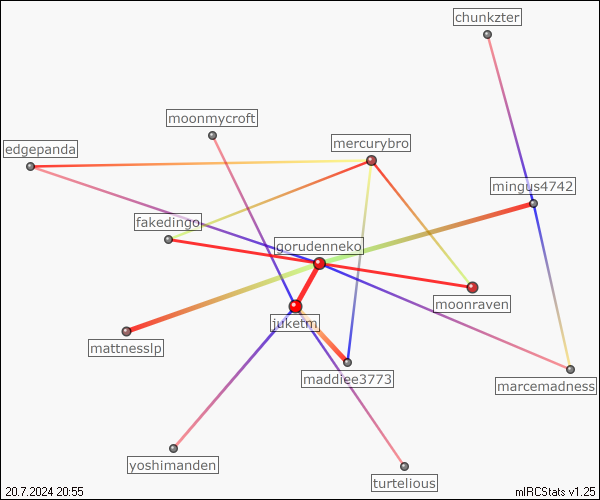 chunkzter
moonmycroft
mercurybro
edgepanda
mingus4742
fakedingo
gorudenneko
moonraven
juketm
mattnesslp
maddiee3773
marcemadness
yoshimanden
turtelious
20.7.2024 20:55
mIRCStats v1.25